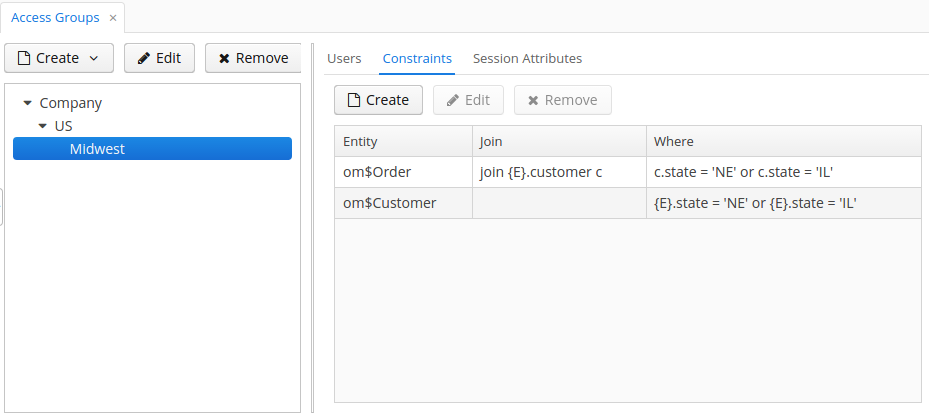 Access Groups ×
Create Edit Remove
Company
US
Midwest
Users Constraints Session Attributes
Create Edit Remove
Entity Join Where
om$Order join {E}.customer c c.state = 'NE' or c.state = 'IL'
om$Customer {E}.state = 'NE' or {E}.state = 'IL'